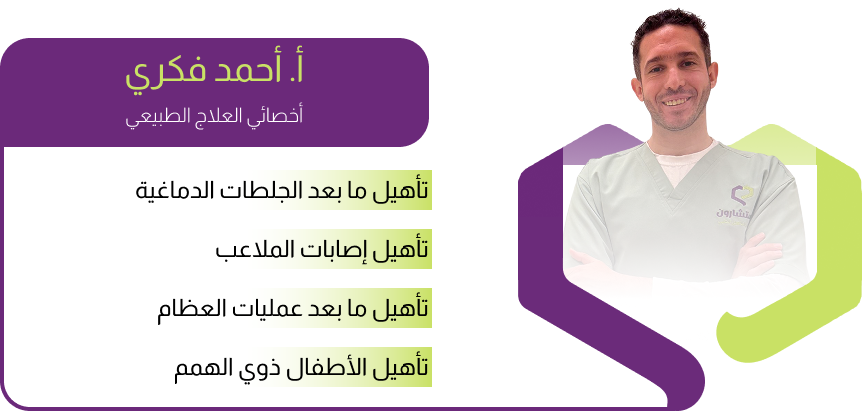 أ. أحمد فكري
أخصائي العلاج الطبيعي
تأهيل ما بعد الجلطات الدماغية
تأهيل إصابات الملاعب
تأهيل ما بعد عمليات العظام
تأهيل الأطفال ذوي الهمم